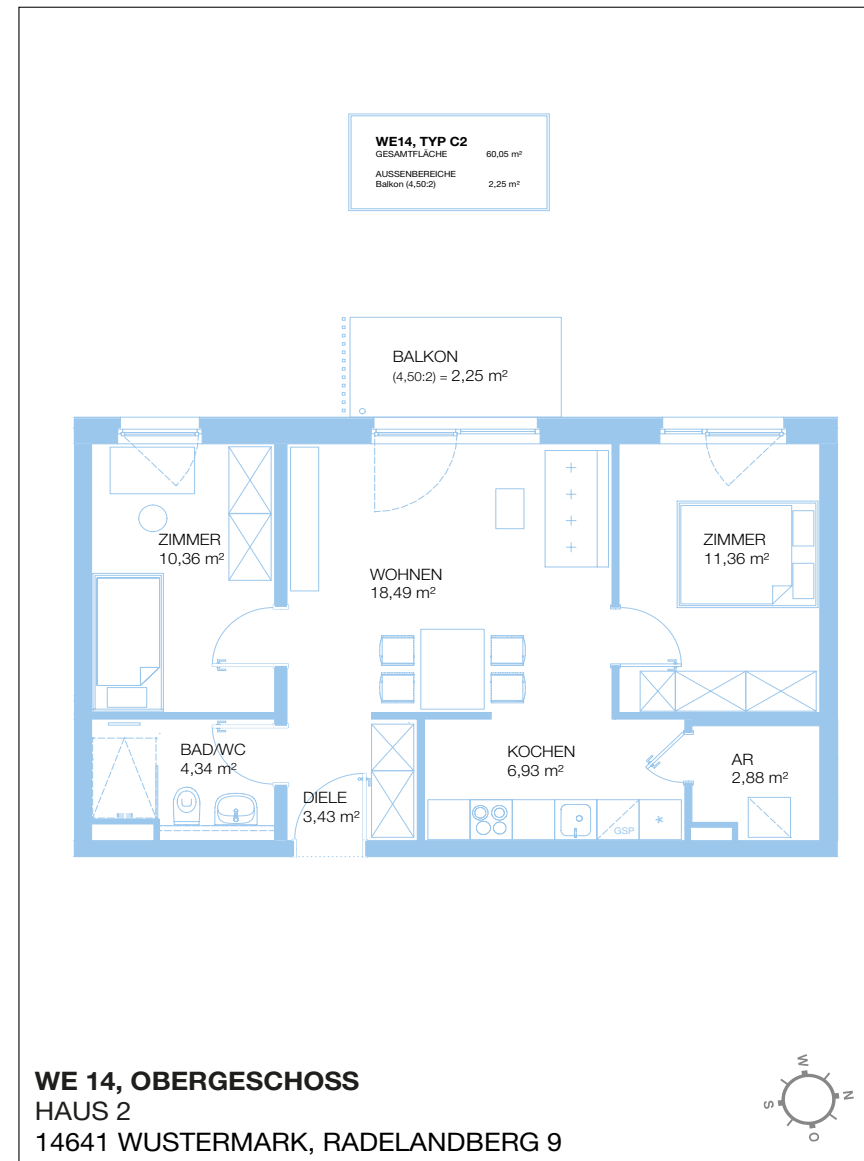 WE14, TYP C2
GESAMTFLÄCHE 60,05 m²
AUSSENBEREICHE
Balkon (4,50:2) 2,25 m²
BALKON
(4,50:2) = 2,25 m²
ZIMMER
10,36 m²
WOHNEN
18,49 m²
ZIMMER
11,36 m²
BAD/WC
4,34 m²
DIELE
3,43 m²
KOCHEN
6,93 m²
GSP
*
AR
2,88 m²
WE 14, OBERGESCHOSS
HAUS 2
14641 WUSTERMARK, RADELANDBERG 9
W
N
S
O